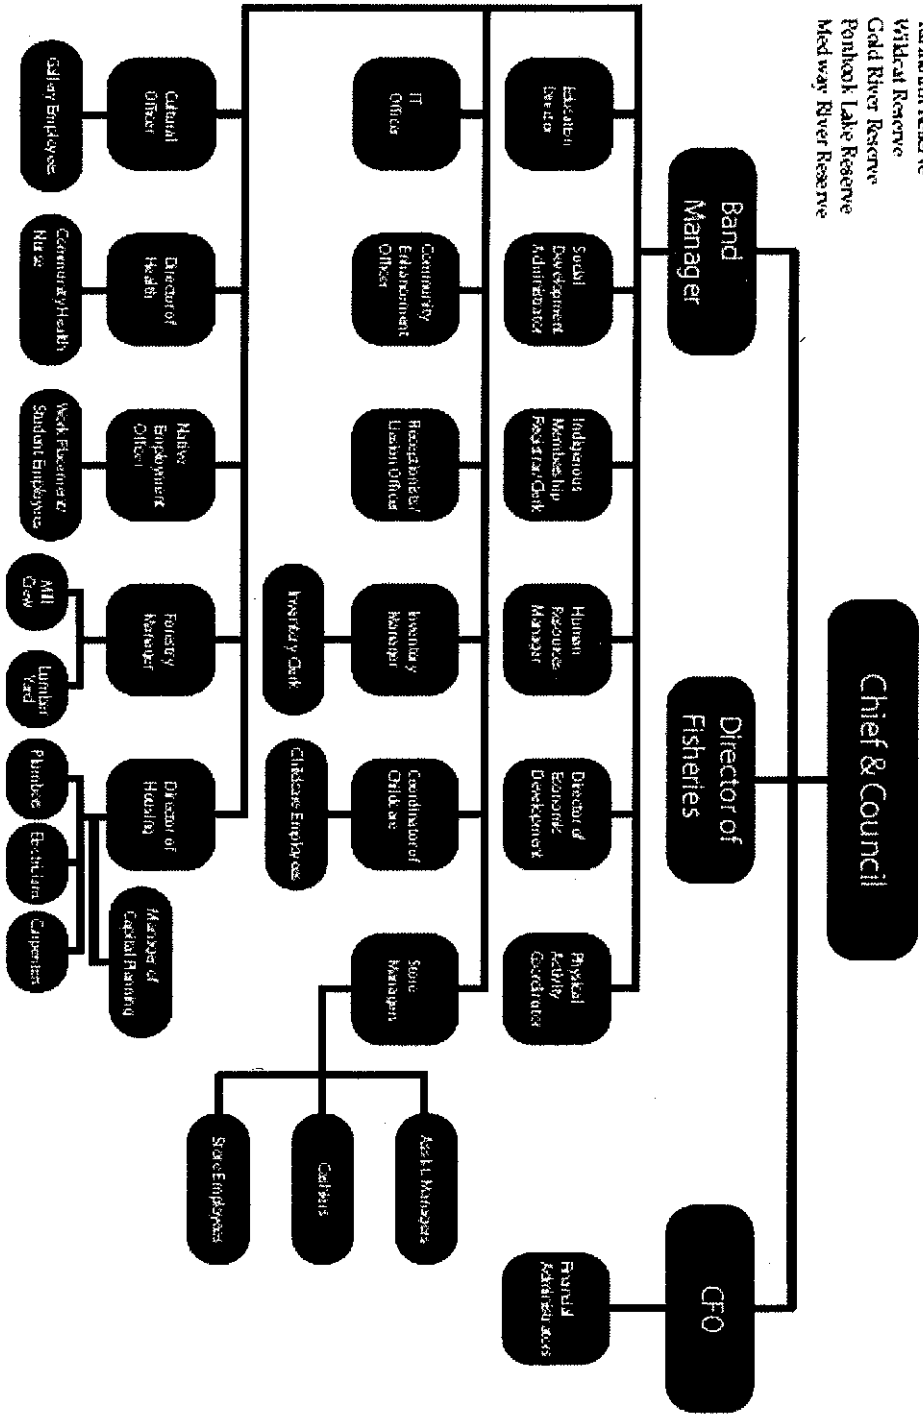 Wildcat Reserve
Gold River Reserve
Ponhook Lake Reserve
Medway River Reserve
Chief & Council
Band
Manager
Director of
Fisheries
CFO
Education
Director
Social
Development
Administrator
Indigenous
Membership
Registrar/Clerk
Human
Resources
Manager
Director of
Economic
Development
Physical
Activity
Coordinator
Financial
Administrators
IT
Officer
Community
Enhancement
Officer
Receptionist/
Liaison Officer
Inventory
Manager
Coordinator of
Childcare
Store
Managers
Inventory Clerk
Childcare Employees
Asst. Managers
Cashiers
Store Employees
Cultural
Officer
Director of
Health
Native
Employment
Officer
Forestry
Manager
Director of
Housing
Manager of
Capital Planning
Gallery Employees
Community Health
Nurse
Work Placement/
Student Employees
Mill
Crew
Lumber
Yard
Plumbers
Electricians
Carpenters